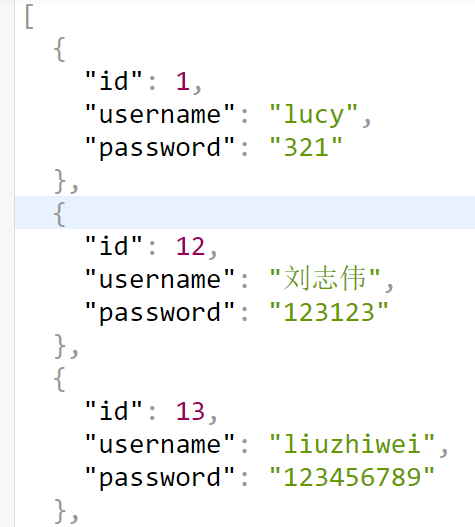 [
  {
    "id": 1,
    "username": "lucy",
    "password": "321"
  },
  {
    "id": 12,
    "username": "刘志伟",
    "password": "123123"
  },
  {
    "id": 13,
    "username": "liuzhiwei",
    "password": "123456789"
  },